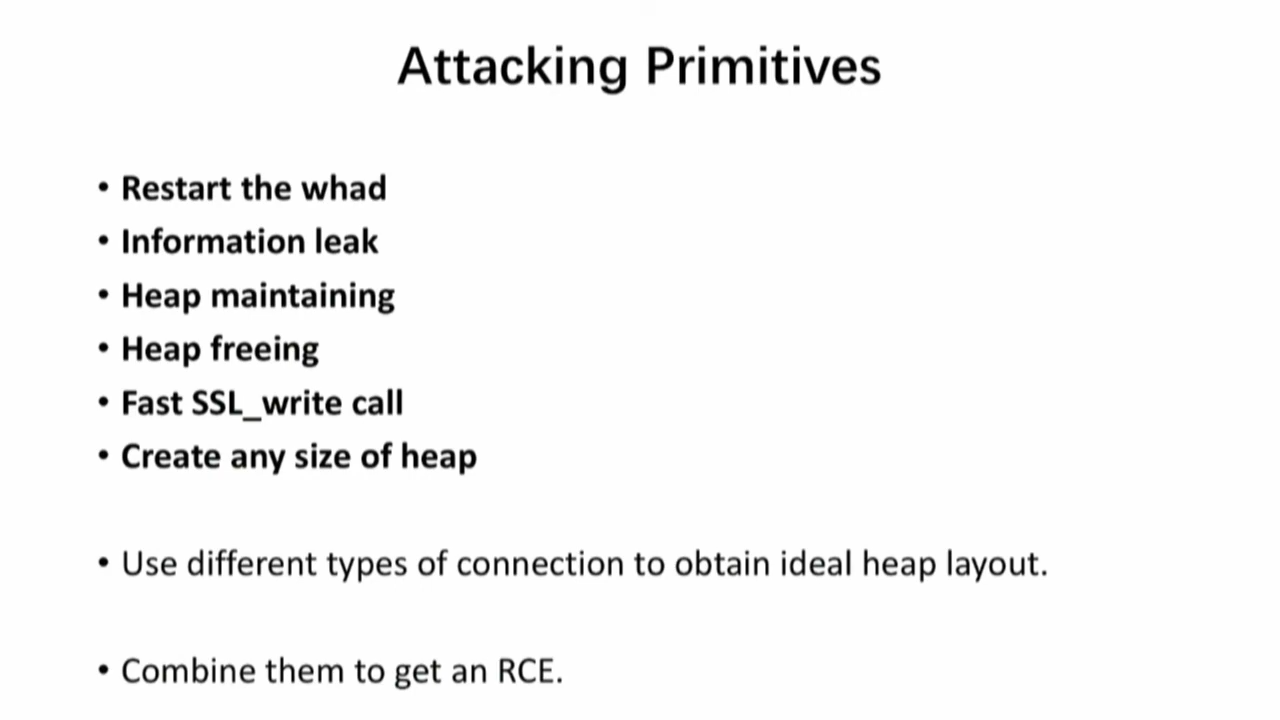 Attacking Primitives
• Restart the whad
• Information leak
• Heap maintaining
• Heap freeing
• Fast SSL_write call
• Create any size of heap
• Use different types of connection to obtain ideal heap layout.
• Combine them to get an RCE.